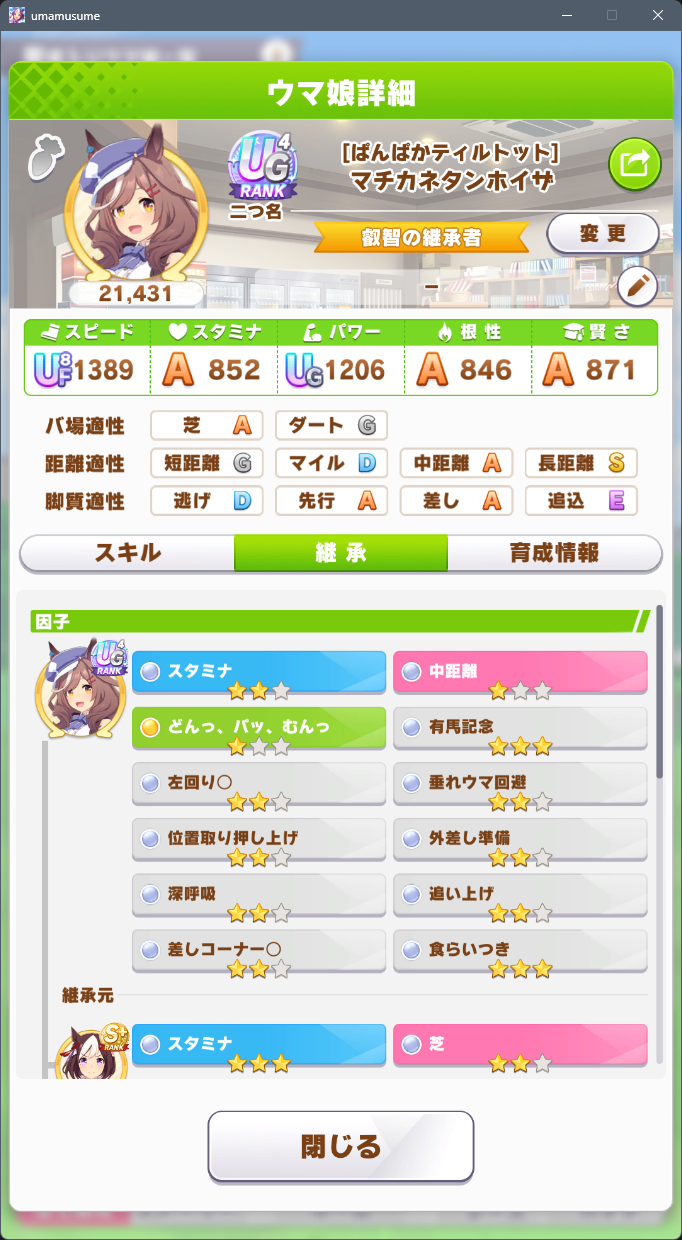 umamusume
ウマ娘詳細
UG4
RANK
[ぱんぱかティルトット]
マチカネタンホイザ
二つ名
叡智の継承者
変更
21,431
-
スピード スタミナ パワー 根性 賢さ
UF8 1389 A 852 UG 1206 A 846 A 871
バ場適性 芝 A ダート G
距離適性 短距離 G マイル D 中距離 A 長距離 S
脚質適性 逃げ D 先行 A 差し A 追込 E
スキル 継承 育成情報
因子
UG4
RANK
スタミナ 中距離
どんっ、バッ、むんっ 有馬記念
左回り○ 垂れウマ回避
位置取り押し上げ 外差し準備
深呼吸 追い上げ
差しコーナー○ 食らいつき
継承元
S+
RANK
スタミナ 芝
閉じる